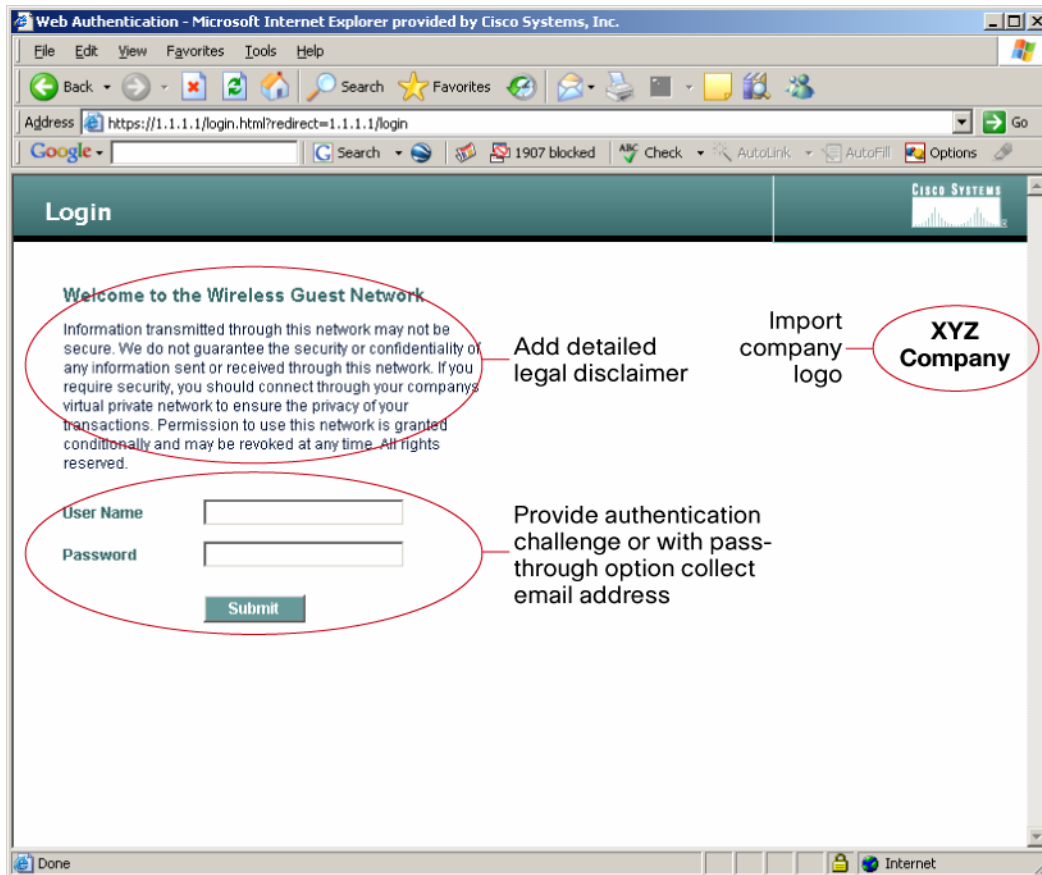 Web Authentication - Microsoft Internet Explorer provided by Cisco Systems, Inc.
File Edit View Favorites Tools Help
Back Search Favorites
Address https://1.1.1.1/login.html?redirect=1.1.1.1/login Go
Google Search 1907 blocked ABC Check AutoLink AutoFill Options
Login
CISCO SYSTEMS
Welcome to the Wireless Guest Network
Information transmitted through this network may not be
secure. We do not guarantee the security or confidentiality of
any information sent or received through this network. If you
require security, you should connect through your companys
virtual private network to ensure the privacy of your
transactions. Permission to use this network is granted
conditionally and may be revoked at any time. All rights
reserved.
Add detailed
legal disclaimer
Import
company
logo
XYZ
Company
User Name
Password
Submit
Provide authentication
challenge or with pass-
through option collect
email address
Done Internet